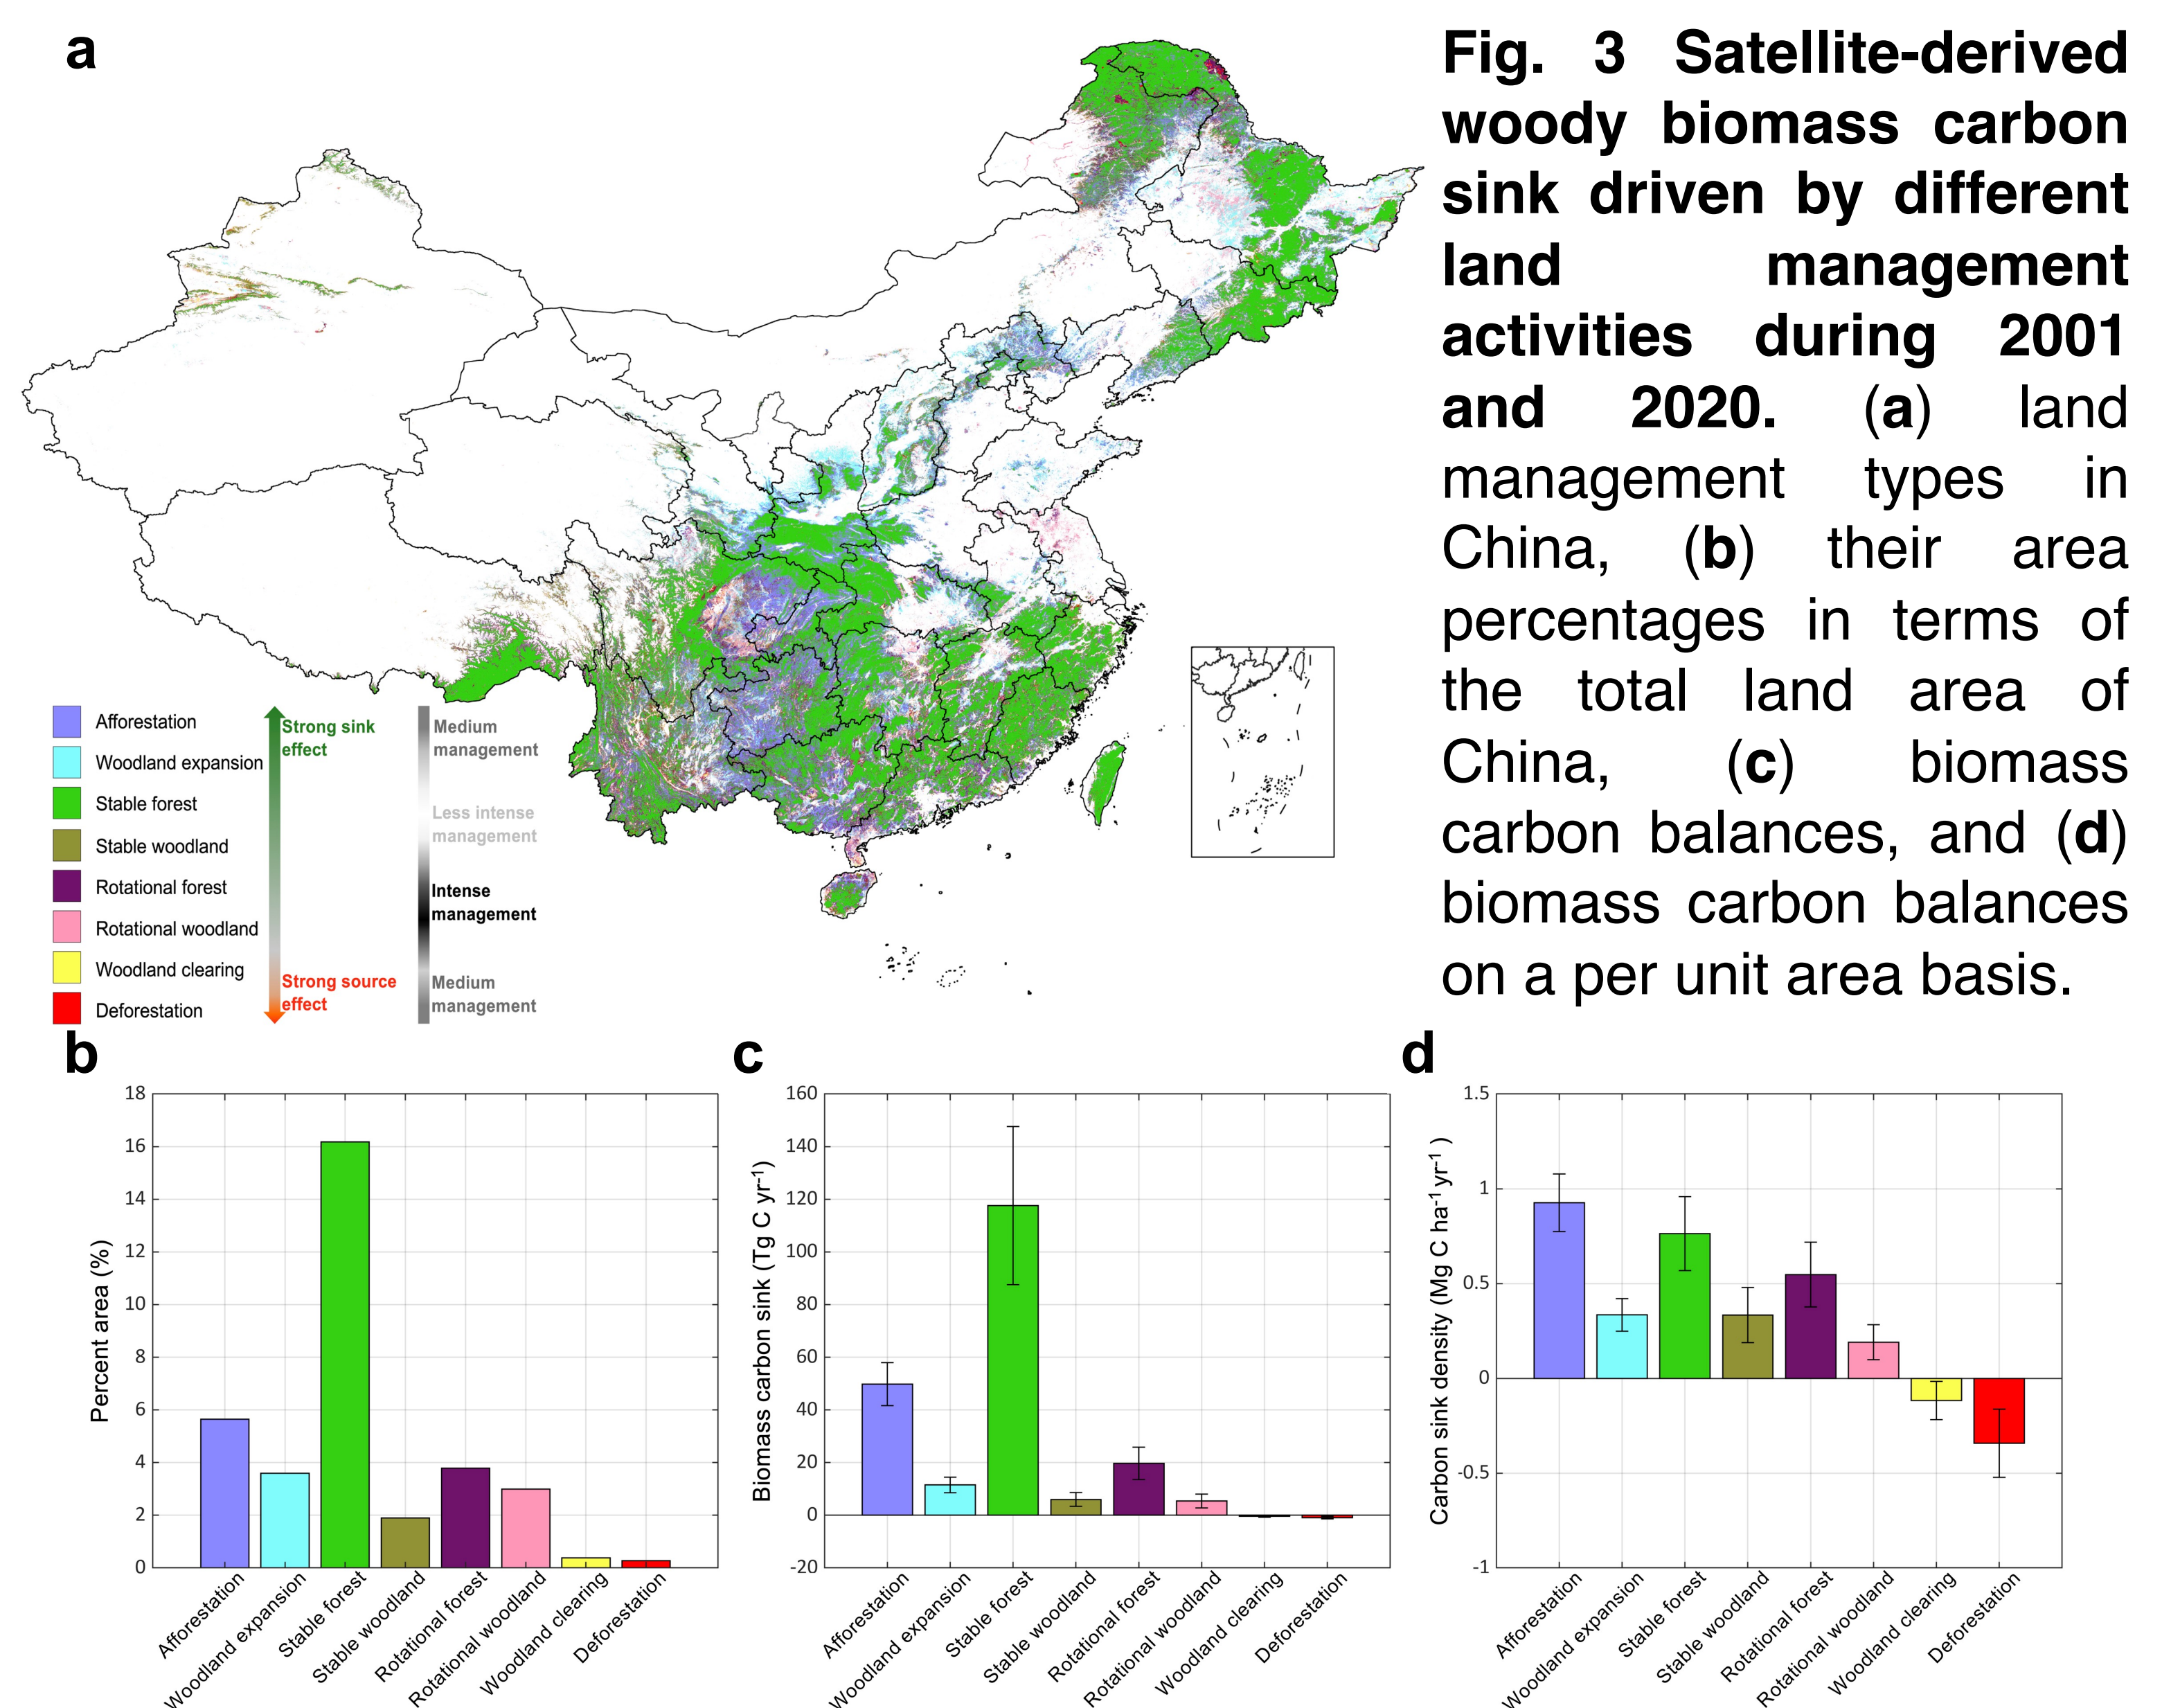 a
Fig. 3 Satellite-derived
woody biomass carbon
sink driven by different
land management
activities during 2001
and 2020. (a) land
management types in
China, (b) their area
percentages in terms of
the total land area of
China, (c) biomass
carbon balances, and (d)
biomass carbon balances
on a per unit area basis.
Afforestation
Woodland expansion
Stable forest
Stable woodland
Rotational forest
Rotational woodland
Woodland clearing
Deforestation
Strong sink
effect
Strong source
effect
Medium
management
Less intense
management
Intense
management
Medium
management
b
Percent area (%)
18
16
14
12
10
8
6
4
2
0
Afforestation
Woodland expansion
Stable forest
Stable woodland
Rotational forest
Rotational woodland
Woodland clearing
Deforestation
c
Biomass carbon sink (Tg C yr-1)
160
140
120
100
80
60
40
20
0
-20
Afforestation
Woodland expansion
Stable forest
Stable woodland
Rotational forest
Rotational woodland
Woodland clearing
Deforestation
d
Carbon sink density (Mg C ha-1 yr-1 )
1.5
1
0.5
0
-0.5
-1
Afforestation
Woodland expansion
Stable forest
Stable woodland
Rotational forest
Rotational woodland
Woodland clearing
Deforestation